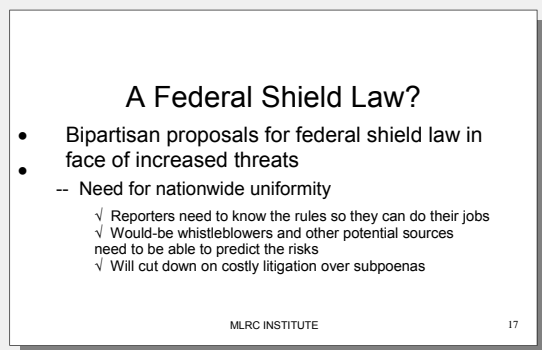 A Federal Shield Law?
• Bipartisan proposals for federal shield law in
face of increased threats
•
-- Need for nationwide uniformity
√ Reporters need to know the rules so they can do their jobs
√ Would-be whistleblowers and other potential sources
need to be able to predict the risks
√ Will cut down on costly litigation over subpoenas
MLRC INSTITUTE 17